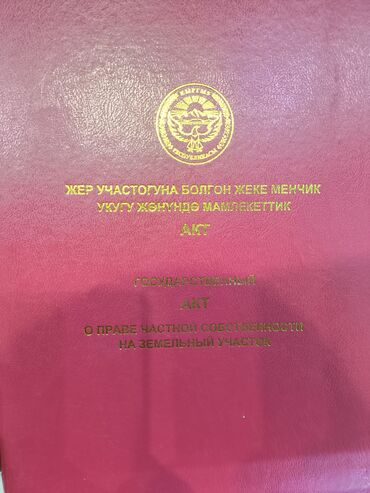 ЖЕР УЧАСТОГУНА БОЛГОН ЖЕКЕ МЕНЧИК
УКУГУ ЖӨНҮНДӨ МАМЛЕКЕТТИК
АКТ
ГОСУДАРСТВЕННЫЙ
АКТ
О ПРАВЕ ЧАСТНОЙ СОБСТВЕННОСТИ
НА ЗЕМЕЛЬНЫЙ УЧАСТОК